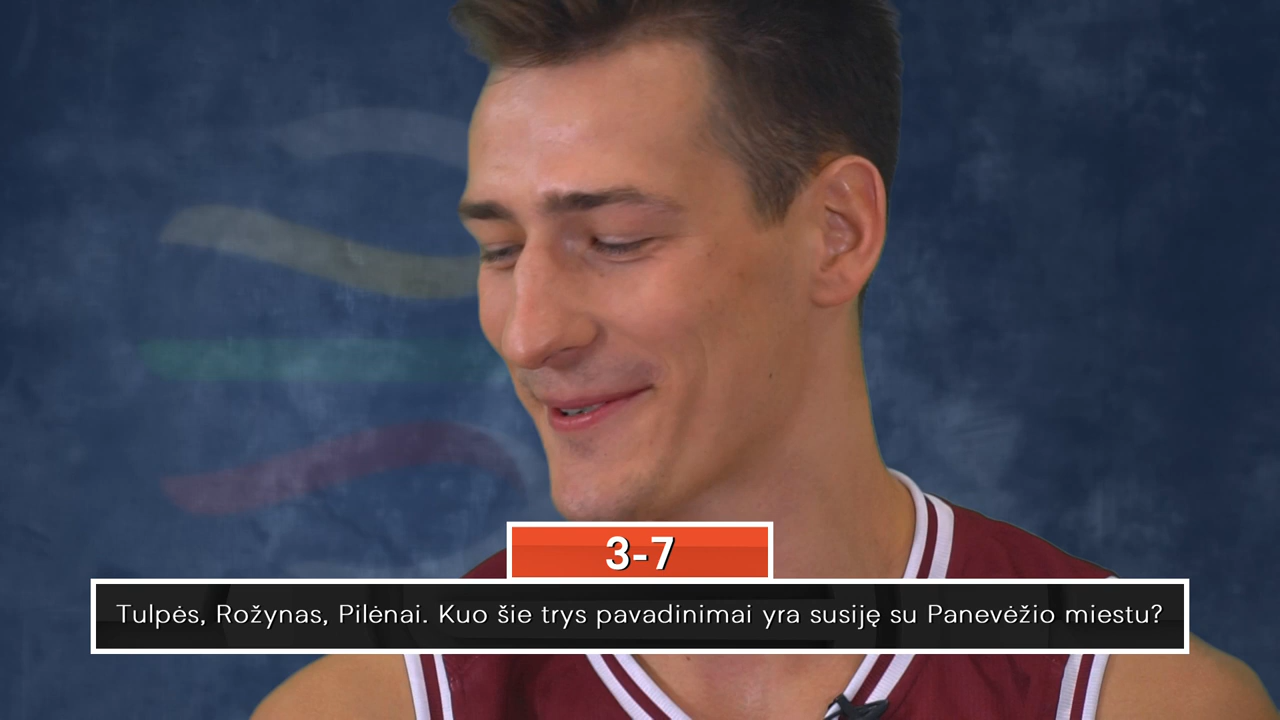 3-7
Tulpės, Rožynas, Pilėnai. Kuo šie trys pavadinimai yra susiję su Panevėžio miestu?